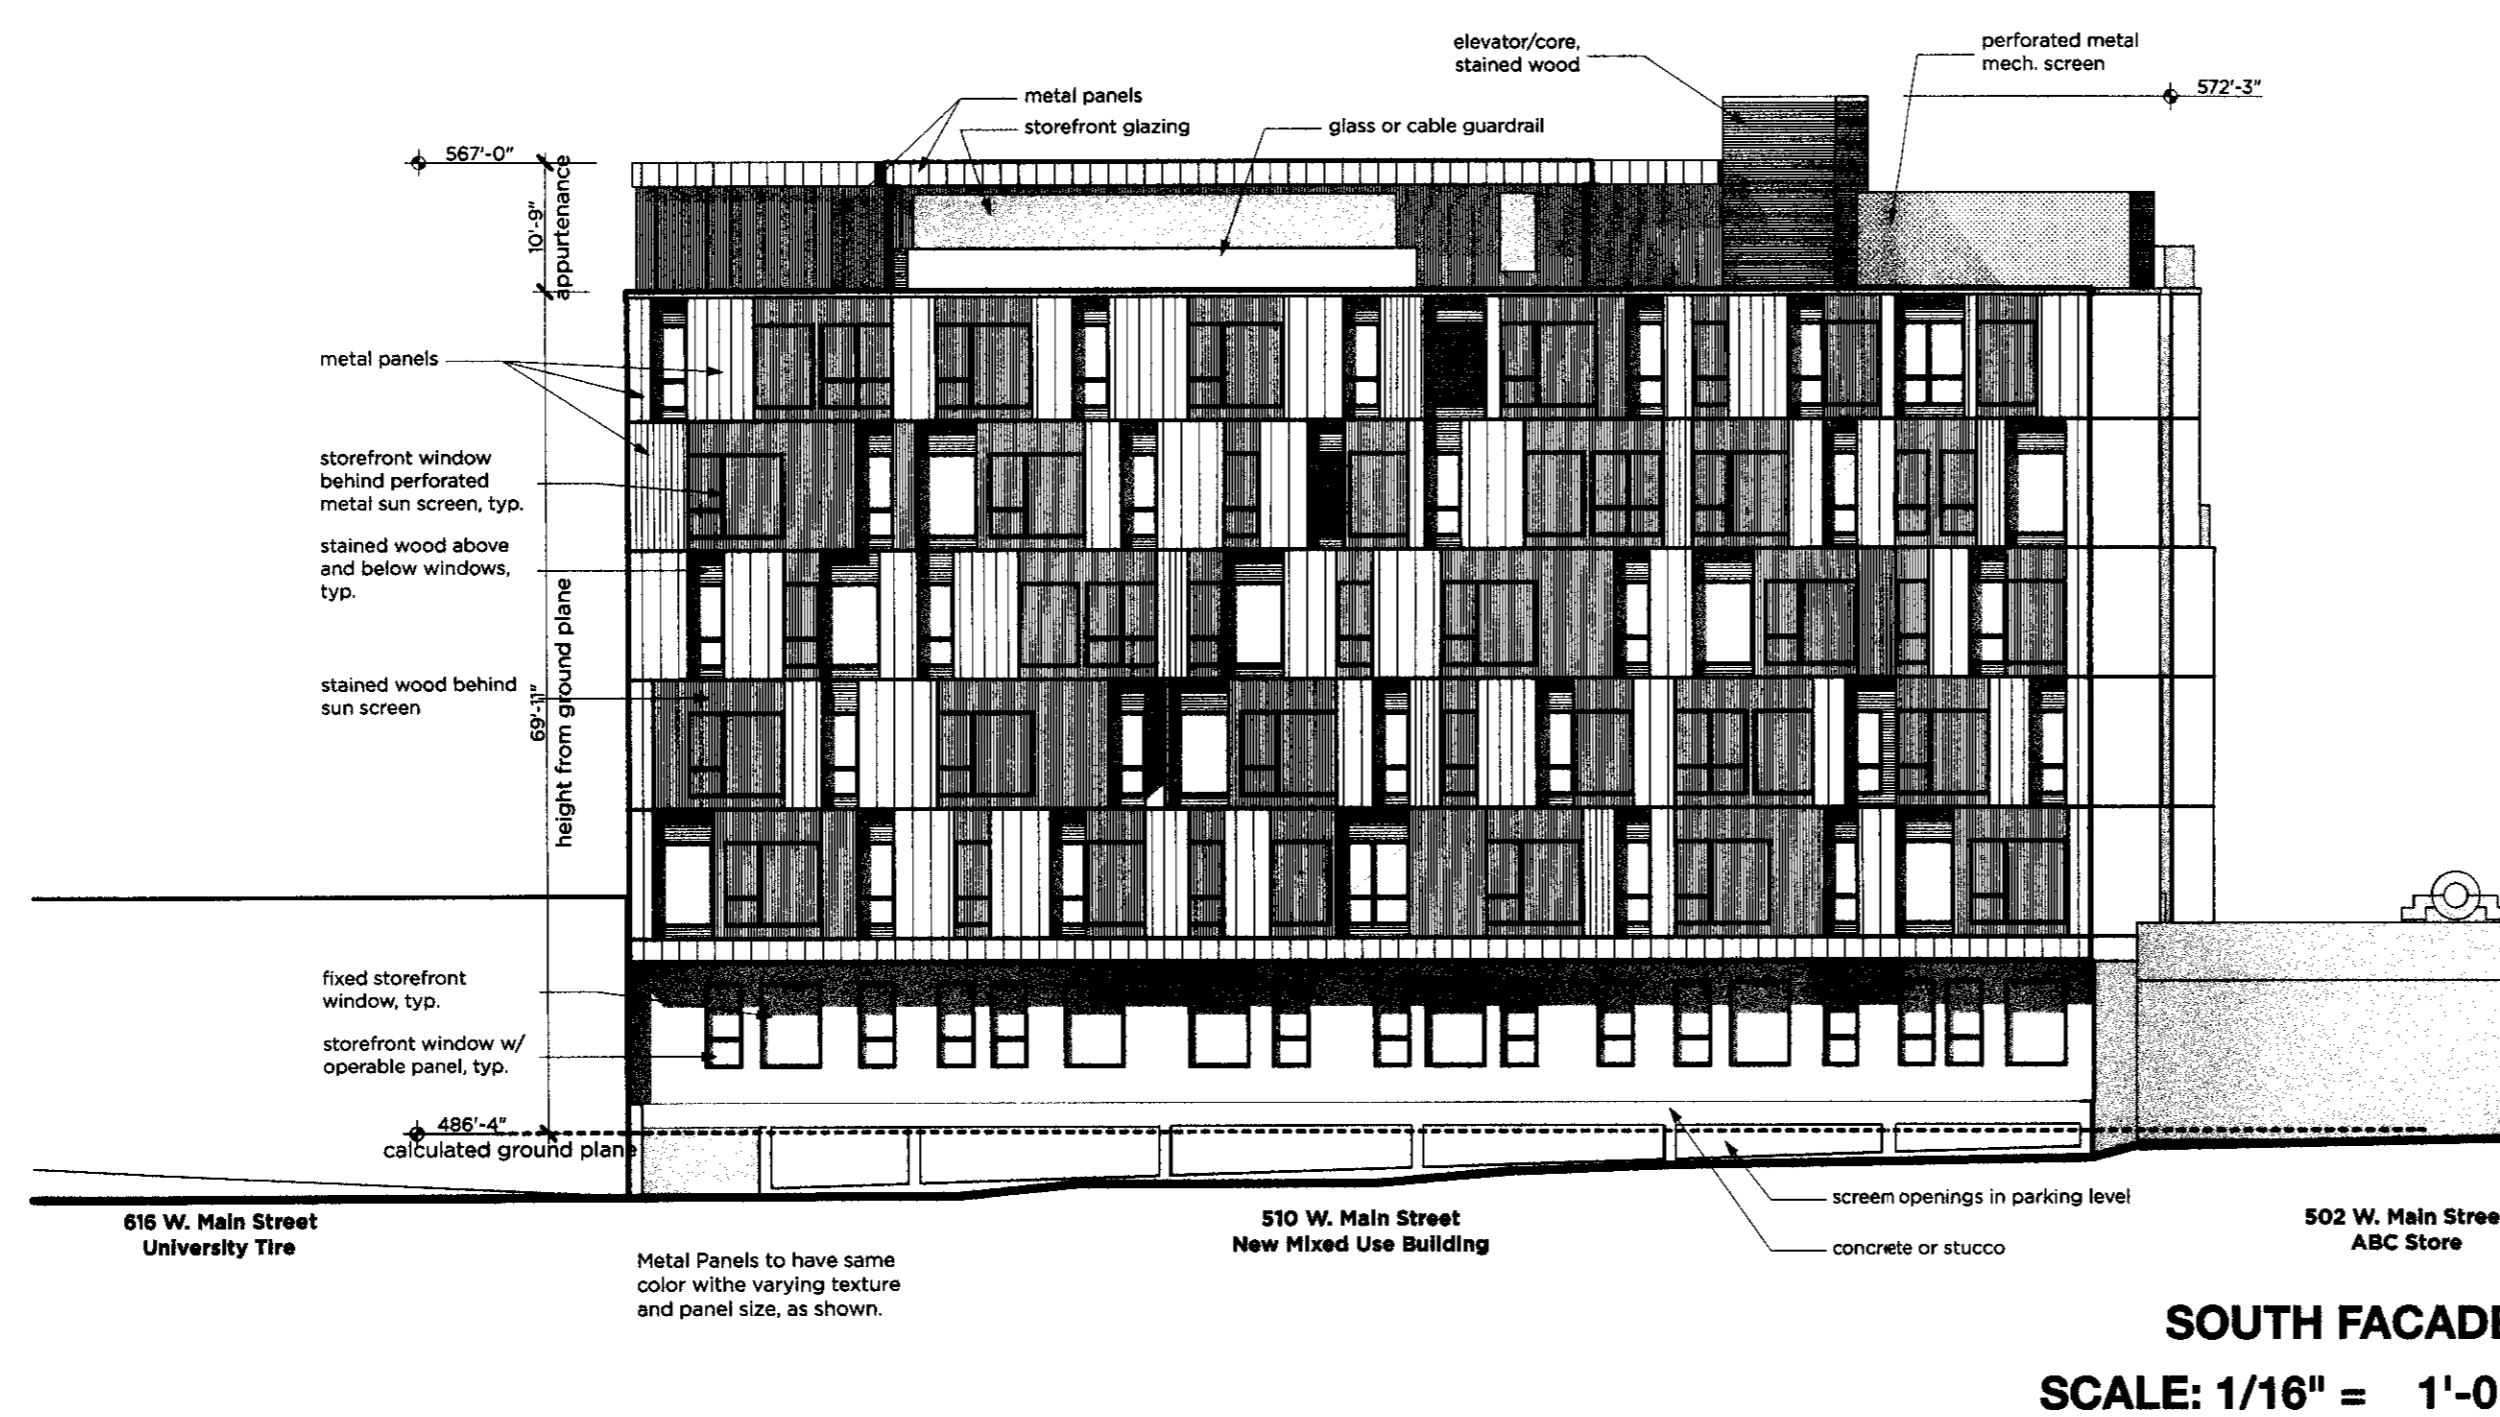 elevator/core,
stained wood
perforated metal
mech. screen
572'-3"
metal panels
storefront glazing
glass or cable guardrail
567'-0"
10'-9"
appurtenance
metal panels
storefront window
behind perforated
metal sun screen, typ.
stained wood above
and below windows,
typ.
stained wood behind
sun screen
69'-1"
height from ground plane
fixed storefront
window, typ.
storefront window w/
operable panel, typ.
486'-4"
calculated ground plane
screem openings in parking level
concrete or stucco
616 W. Main Street
University Tire
510 W. Main Street
New Mixed Use Building
502 W. Main Stree
ABC Store
Metal Panels to have same
color withe varying texture
and panel size, as shown.
SOUTH FACADE
SCALE: 1/16" = 1'-0